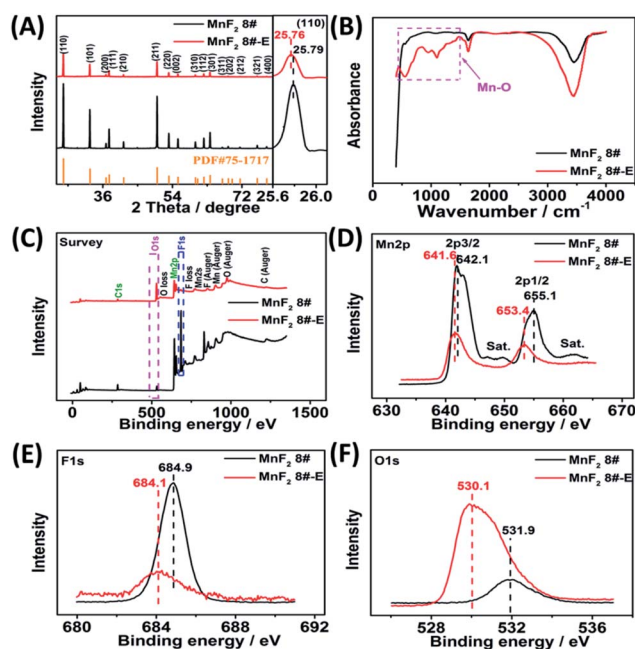 (A)
MnF2 8#
MnF2 8#-E
(110)
25.76
25.79
(110)
(101)
(200)
(111)
(210)
(211)
(220)
(002)
(310)
(112)
(301)
(311)
(202)
(212)
(321)
(400)
PDF#75-1717
36 54 72 25.6 26.0
2 Theta / degree
Intensity
(B)
Mn-O
MnF2 8#
MnF2 8#-E
0 1000 2000 3000 4000
Wavenumber / cm-1
Absorbance
(C)
Survey
C1s
O1s
O loss
Mn2p
F1s
F loss
Mn2s
F (Auger)
Mn (Auger)
O (Auger)
C (Auger)
MnF2 8#
MnF2 8#-E
0 500 1000 1500
Binding energy / eV
Intensity
(D)
Mn2p
MnF2 8#
MnF2 8#-E
2p3/2
641.6
642.1
2p1/2
655.1
653.4
Sat.
Sat.
630 640 650 660 670
Binding energy / eV
Intensity
(E)
F1s
MnF2 8#
MnF2 8#-E
684.9
684.1
680 684 688 692
Binding energy / eV
Intensity
(F)
O1s
MnF2 8#
MnF2 8#-E
530.1
531.9
528 532 536
Binding energy / eV
Intensity